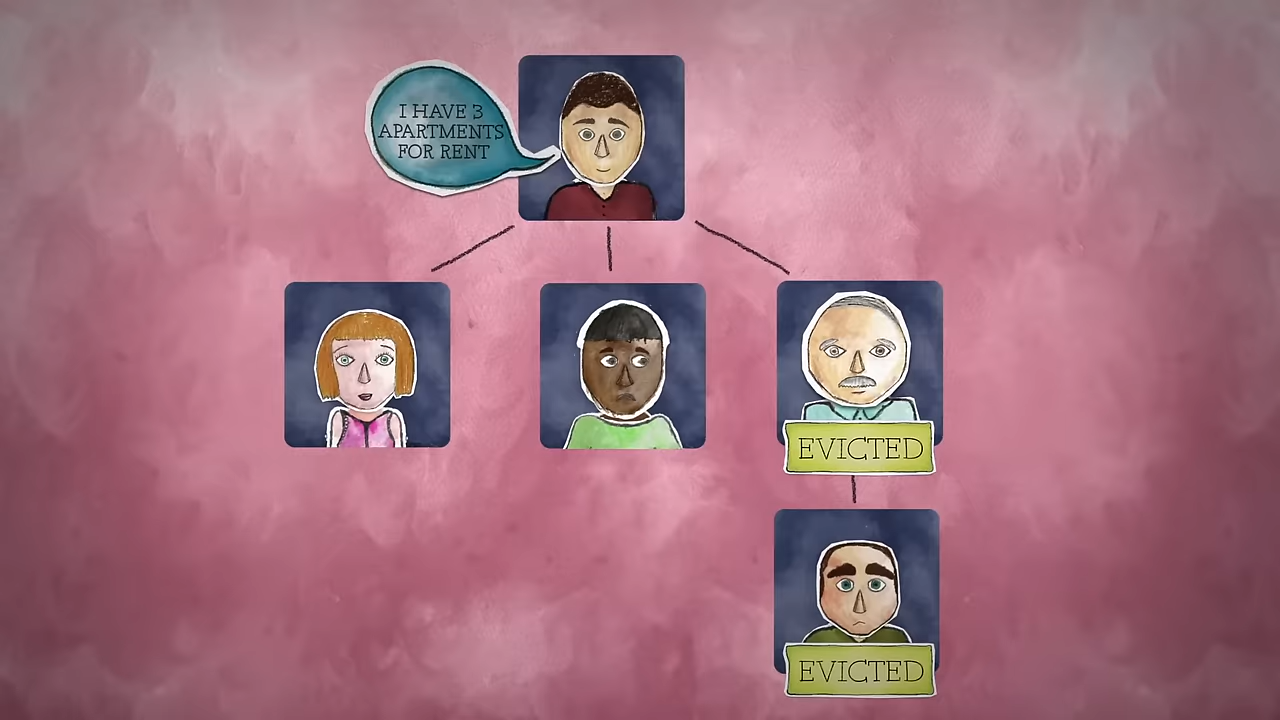 I HAVE 3
APARTMENTS
FOR RENT
EVICTED
EVICTED